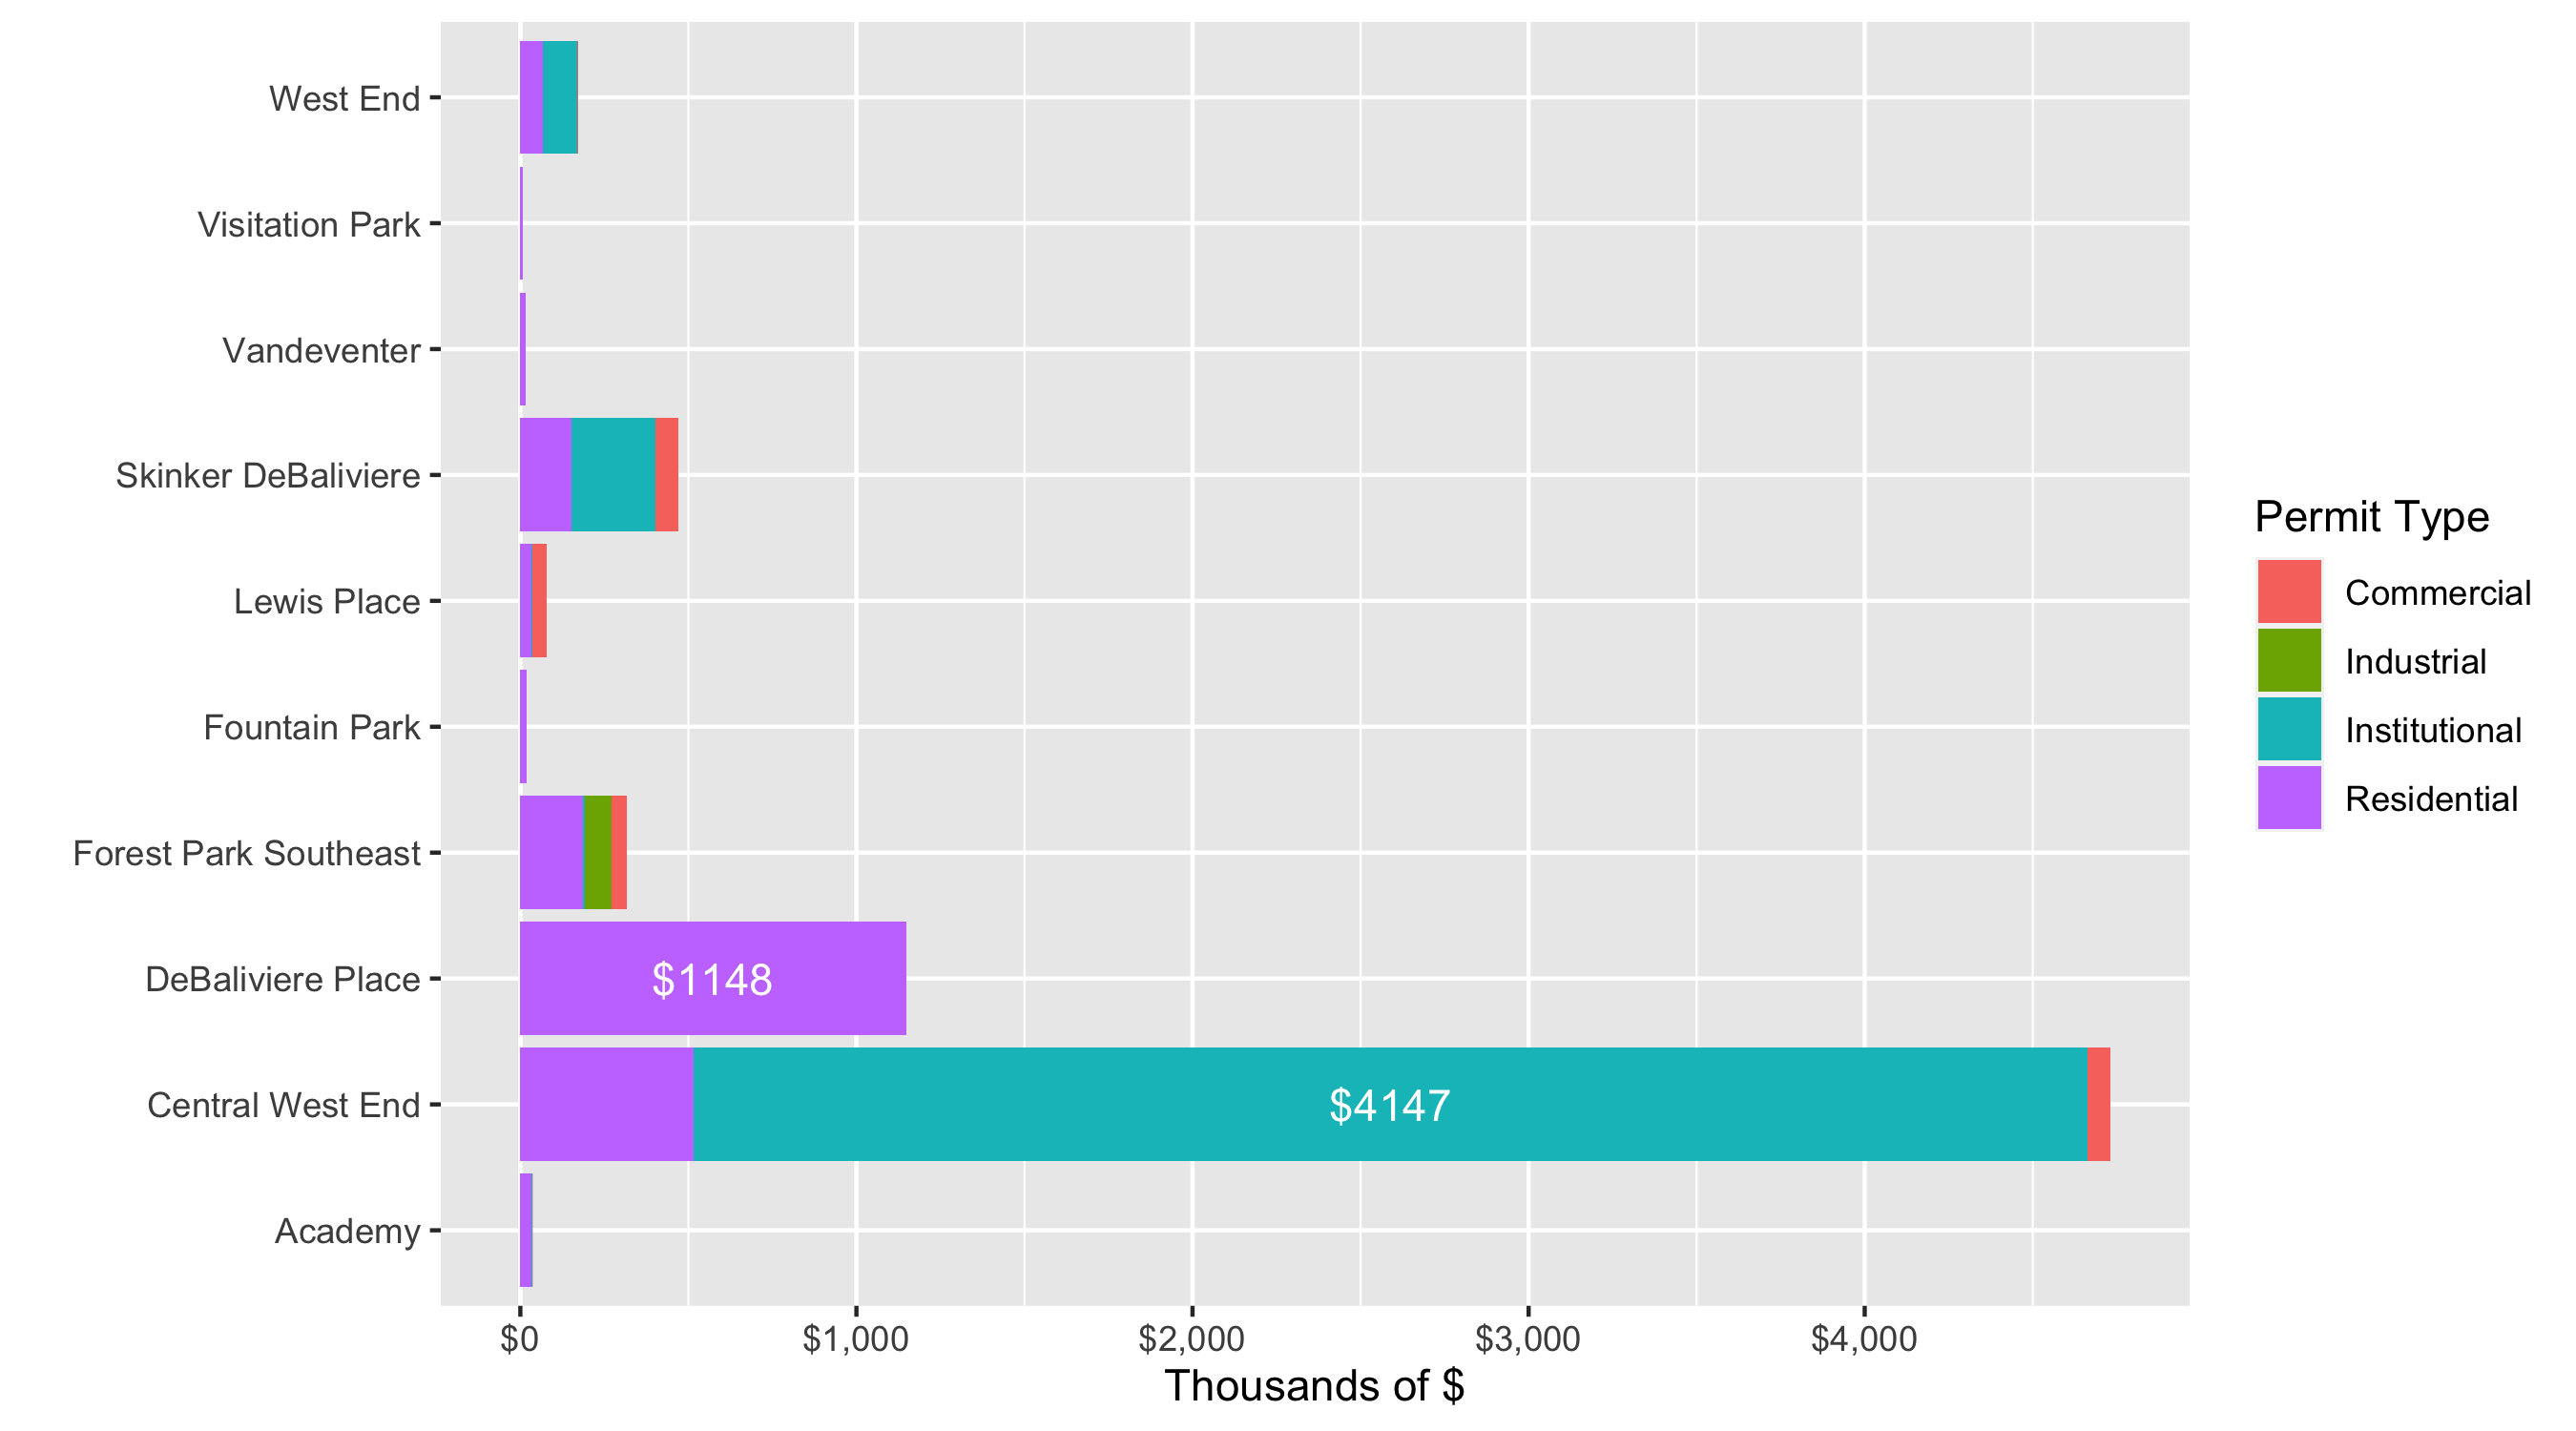 West End
Visitation Park
Vandeventer
Skinker DeBaliviere
Lewis Place
Fountain Park
Forest Park Southeast
DeBaliviere Place
$1148
Central West End
$4147
Academy
$0 $1,000 $2,000 $3,000 $4,000
Thousands of $
Permit Type
Commercial
Industrial
Institutional
Residential